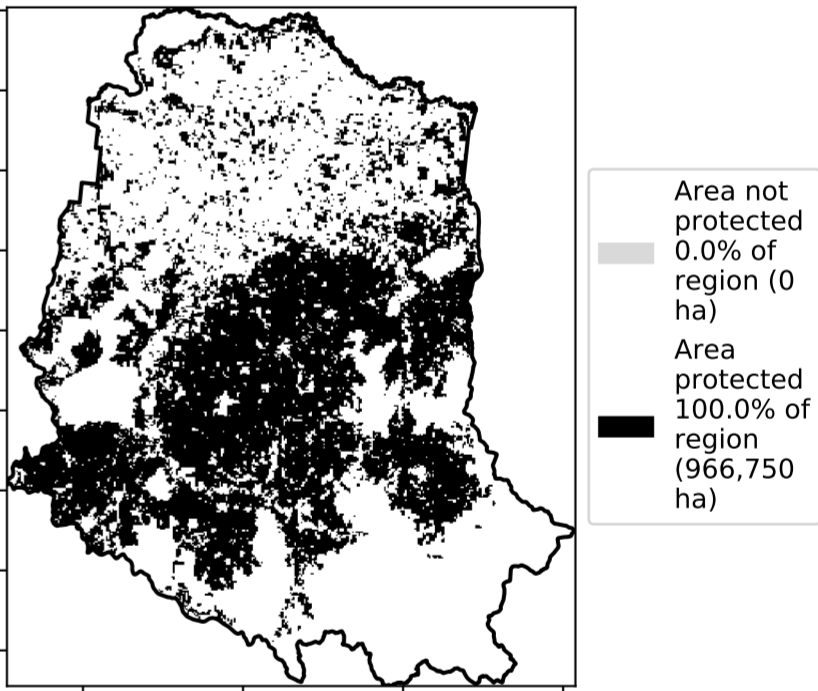 Area not
protected
0.0% of
region (0
ha)
Area
protected
100.0% of
region
(966,750
ha)